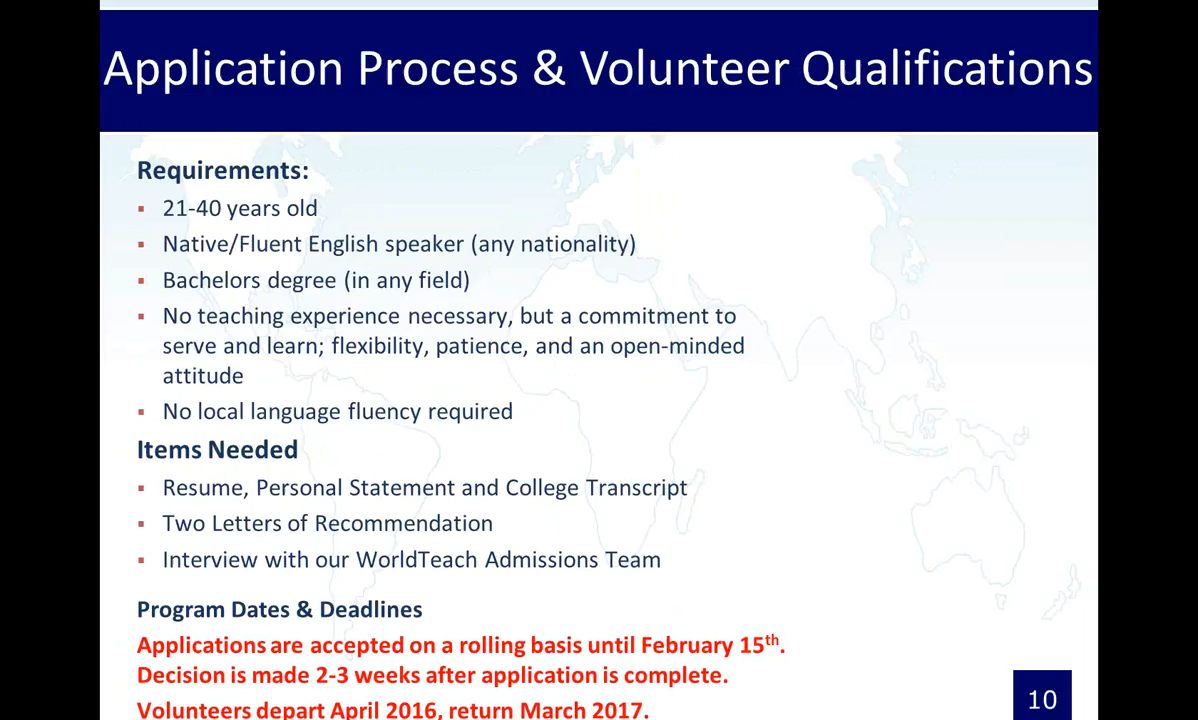 Application Process & Volunteer Qualifications
Requirements:
▪ 21-40 years old
▪ Native/Fluent English speaker (any nationality)
▪ Bachelors degree (in any field)
▪ No teaching experience necessary, but a commitment to
serve and learn; flexibility, patience, and an open-minded
attitude
▪ No local language fluency required
Items Needed
▪ Resume, Personal Statement and College Transcript
▪ Two Letters of Recommendation
▪ Interview with our WorldTeach Admissions Team
Program Dates & Deadlines
Applications are accepted on a rolling basis until February 15th.
Decision is made 2-3 weeks after application is complete.
Volunteers depart April 2016, return March 2017.
10